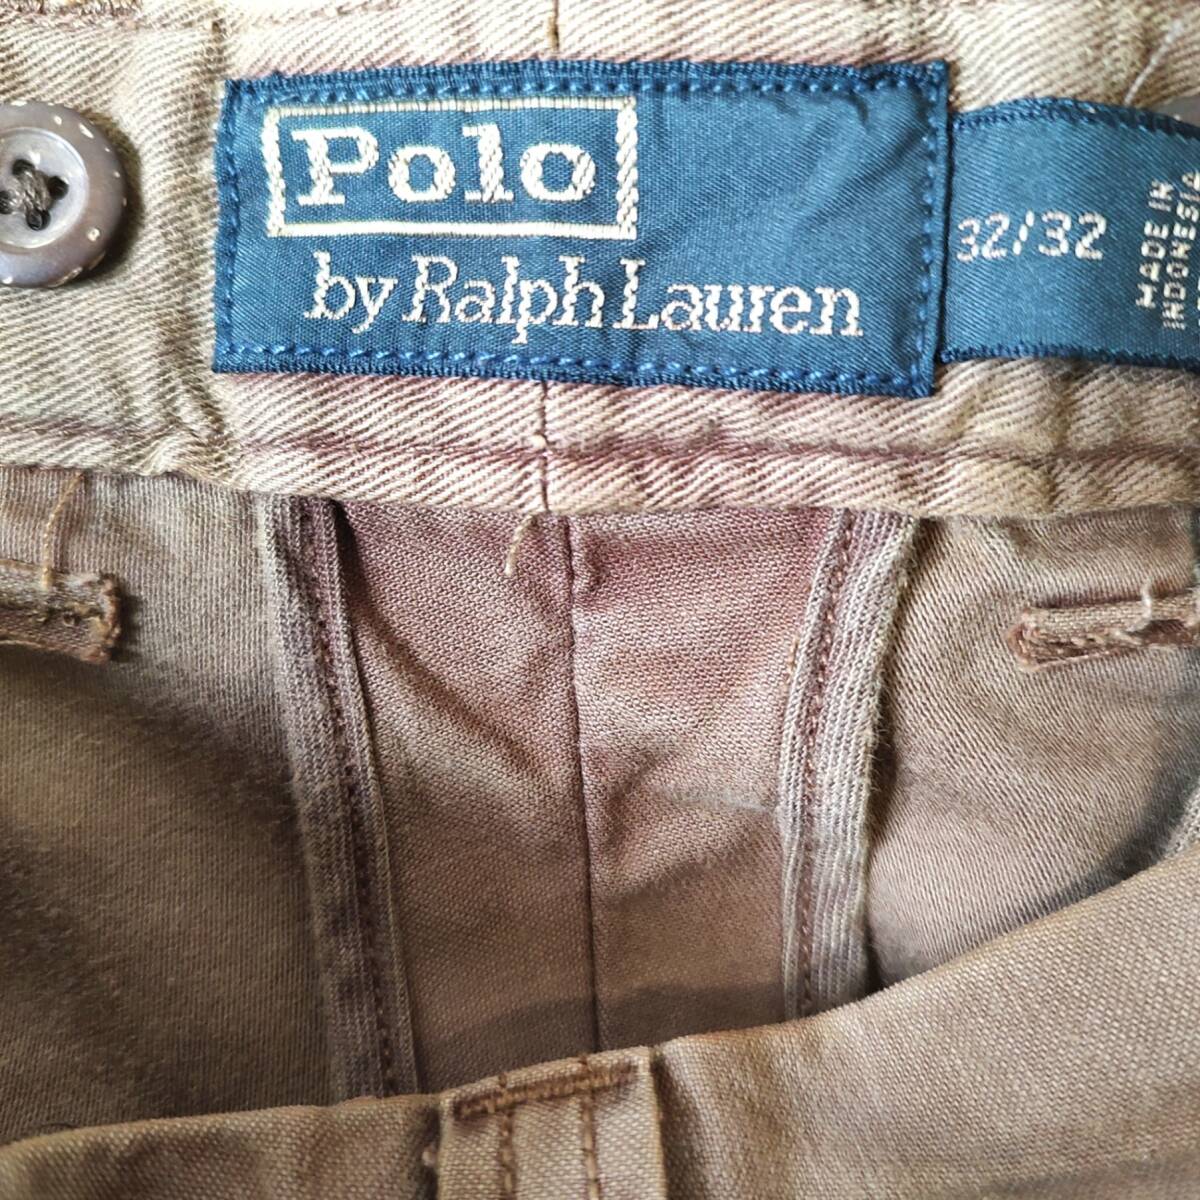 Polo
by Ralph Lauren
32/32
MADE IN
INDONESIA